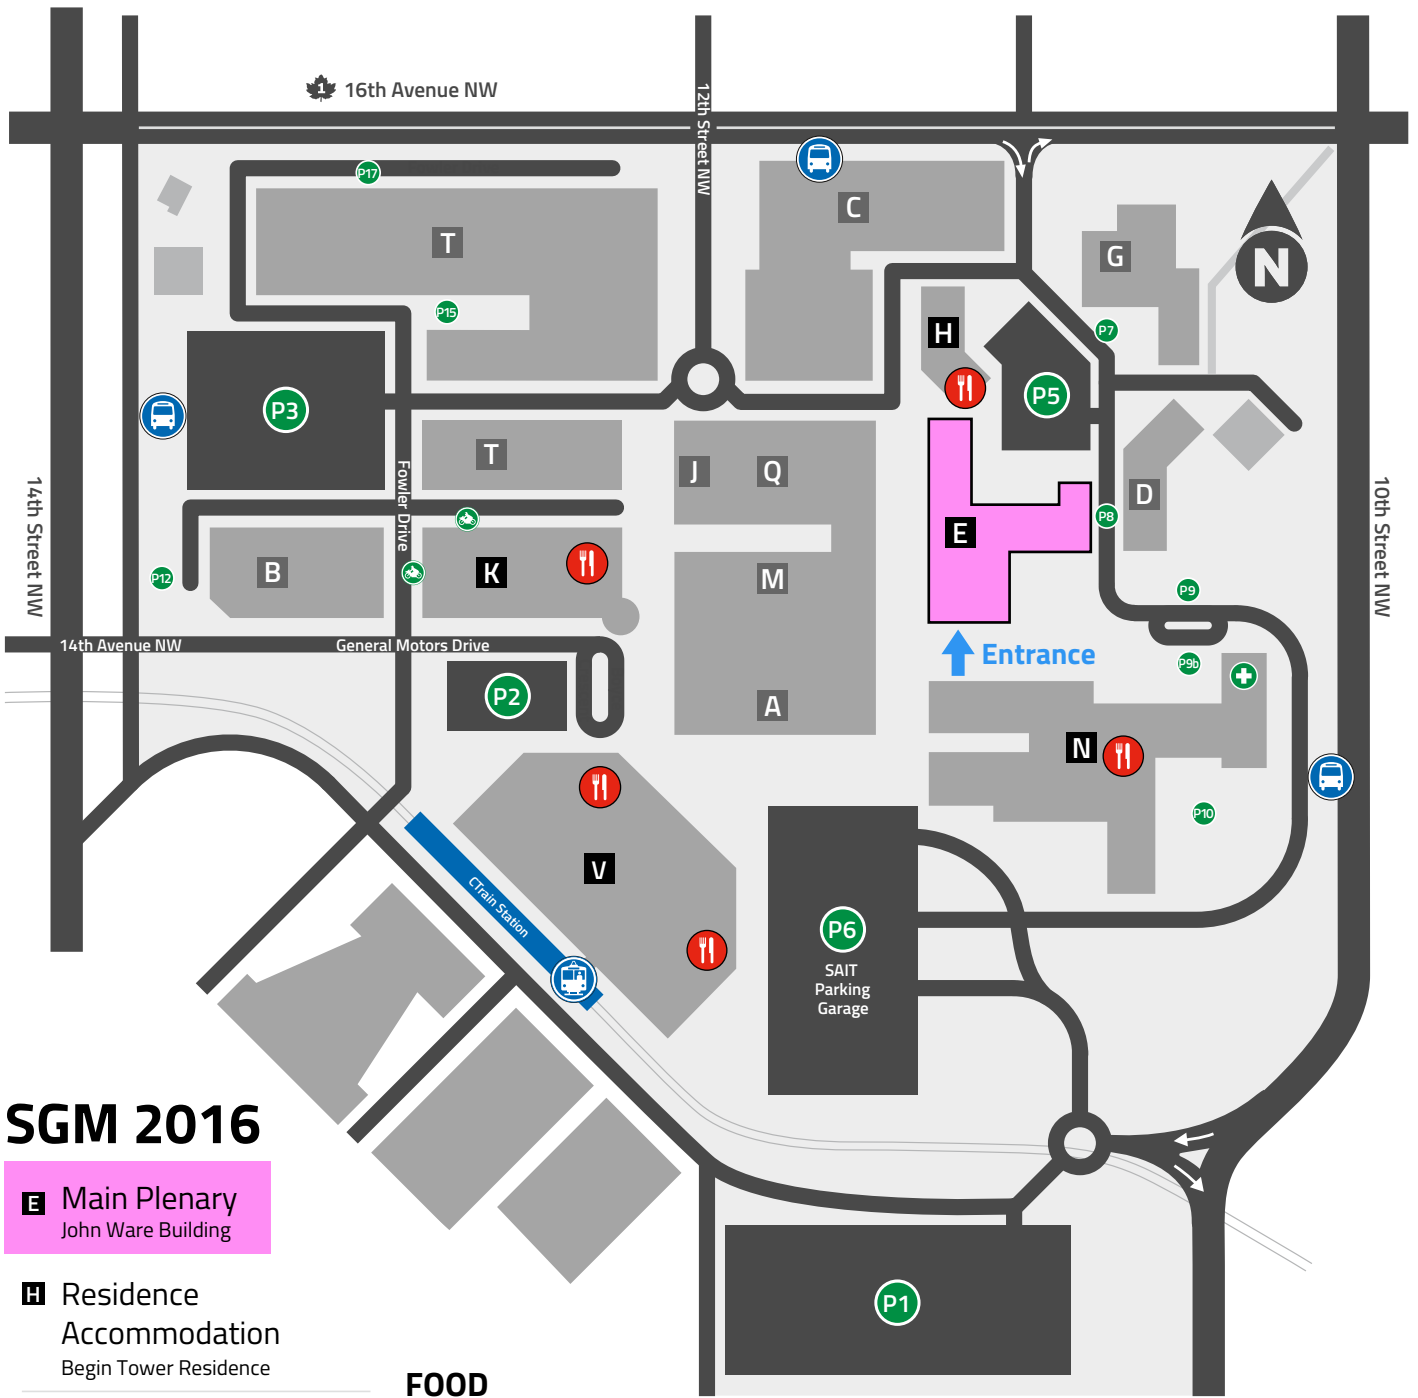 1 16th Avenue NW
12th Street NW
P17
C
T
G
N
P15
H
P7
P3
P5
T
J
Q
D
14th Street NW
Fowler Drive
10th Street NW
P8
E
B
K
M
P12
P9
14th Avenue NW
General Motors Drive
Entrance
P9b
P2
A
N
P10
V
CTrain Station
P6
SAIT
Parking
Garage
SGM 2016
E Main Plenary
John Ware Building
H Residence
Accommodation
Begin Tower Residence
P1
FOOD